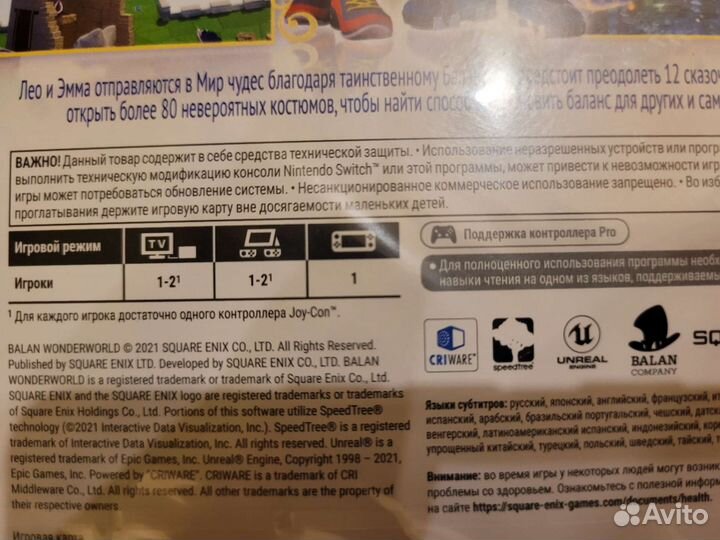 Лео и Эмма отправляются в Мир чудес благодаря таинственному преодолеть 12
открыть более 80 невероятных костюмов, чтобы найти баланс для других и
ВАЖНО! Данный товар содержит в себе средства технической защиты. • Использование неразрешенных устройств или
выполнить техническую модификацию консоли Nintendo Switch™ или этой программы, может привести к невозможности
игры может потребоваться обновление системы. • Несанкционированное коммерческое использование запрещено. • Во
проглатывания держите игровую карту вне досягаемости маленьких детей.
Игровой режим TV
Игроки 1-2¹ 1-2¹ 1
¹ Для каждого игрока достаточно одного контроллера Joy-Con™.
Поддержка контроллера Pro
• Для полноценного использования программы
навыки чтения на одном из языков,
CRIWARE speedtree UNREAL ENGINE BALAN COMPANY SQ
BALAN WONDERWORLD © 2021 SQUARE ENIX CO., LTD. All Rights Reserved.
Published by SQUARE ENIX LTD. Developed by SQUARE ENIX CO., LTD. BALAN
WONDERWORLD is a registered trademark or trademark of SQUARE ENIX CO., LTD.
SQUARE ENIX and the SQUARE ENIX logo are registered trademarks or trademarks
of Square Enix Holdings Co., Ltd. Portions of this software utilize SpeedTree®
technology (©2021 Interactive Data Visualization, Inc.). SpeedTree® is a registered
trademark of Interactive Data Visualization, Inc. All rights reserved. Unreal® is a
registered trademark of Epic Games, Inc. Unreal® Engine, Copyright 1998 – 2021,
Epic Games, Inc. Powered by "CRIWARE". CRIWARE is a trademark of CRI
Middleware Co., Ltd. All rights reserved. All other trademarks are the property of
their respective owners.
Языки субтитров: русский, японский, английский, французский,
испанский, арабский, бразильский португальский, чешский,
венгерский, латиноамериканский испанский, индонезийский,
упрощенный китайский, турецкий, польский, шведский, тайский,
Внимание: во время игры у некоторых людей могут
проблемы со здоровьем. Ознакомьтесь с полезной
на сайте https://square-enix-games.com/documents/health.
Игровая карта
Avito